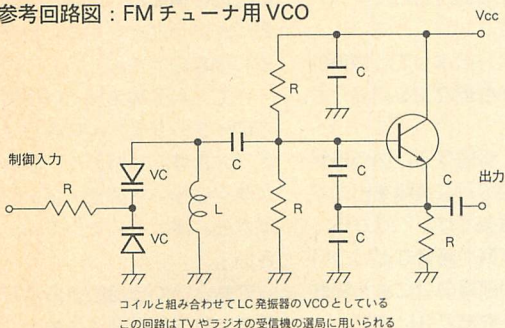 参考回路図：FMチューナ用VCO
Vcc
C
R
制御入力
C
VC
C
C
出力
R
L
R
VC
C
R
コイルと組み合わせてLC発振器のVCOとしている
この回路はTVやラジオの受信機の選局に用いられる